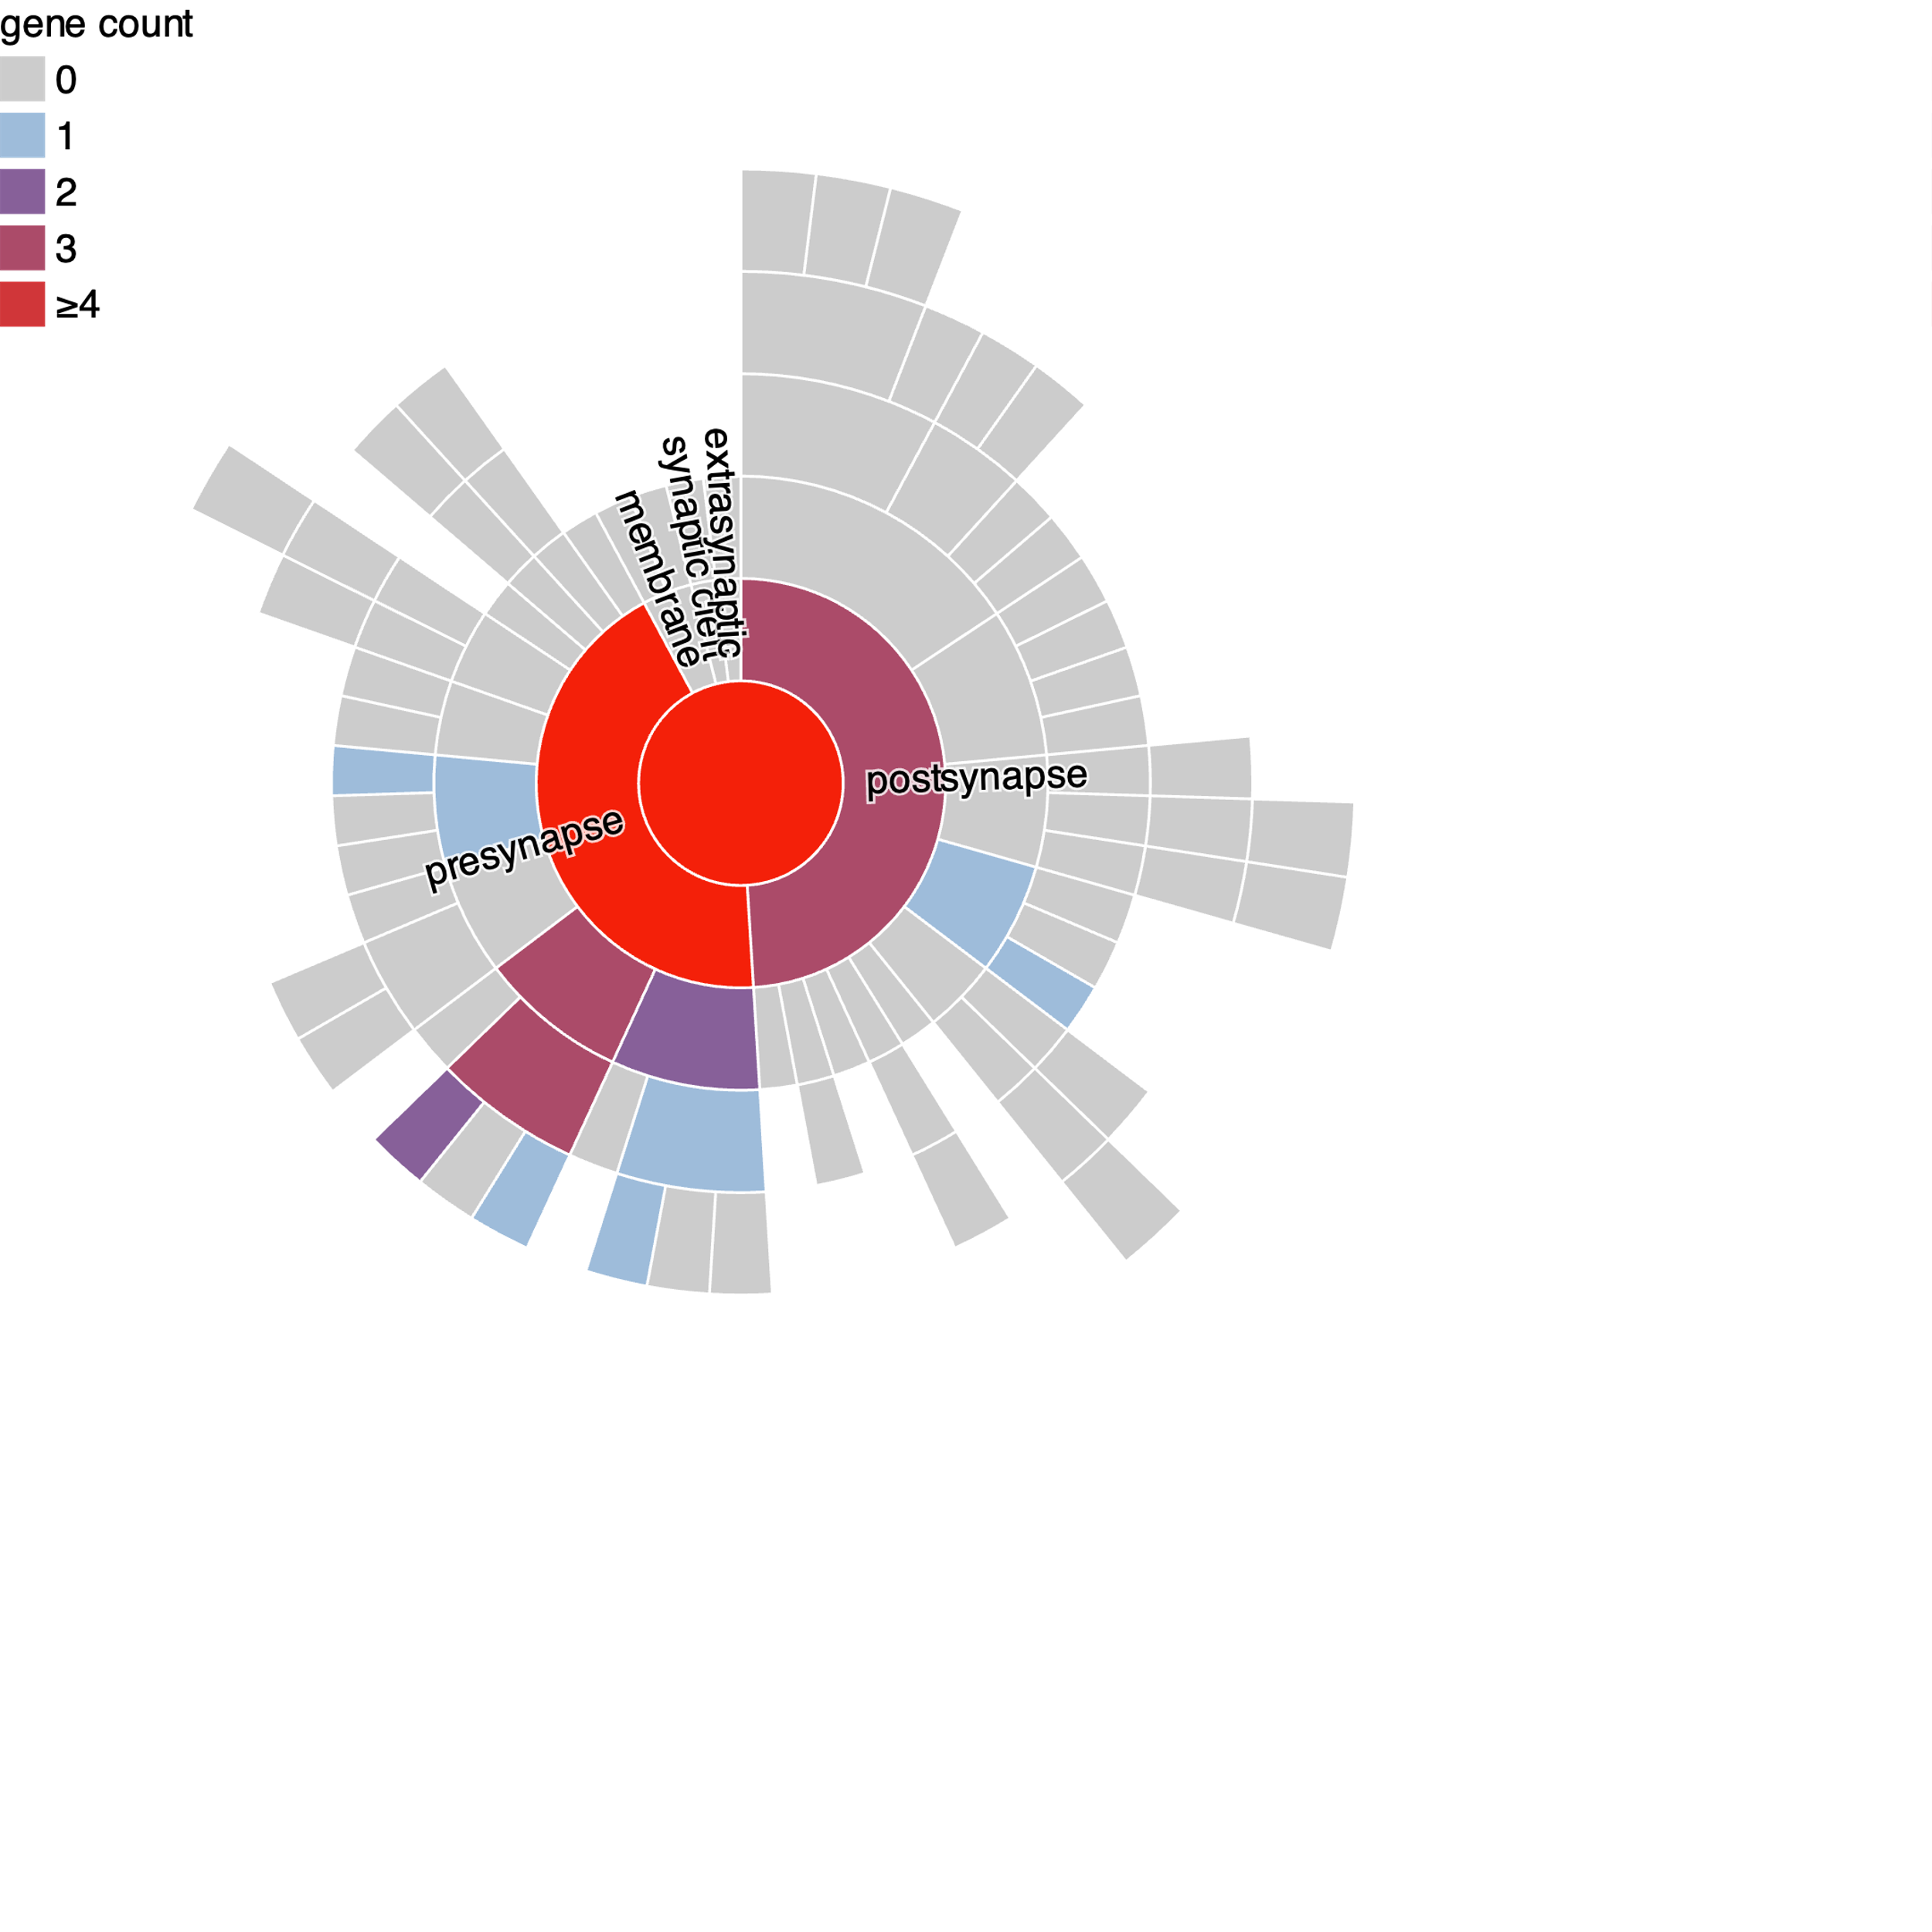 gene count
0
1
2
3
≥4
extrasynaptic
synaptic cleft
membrane
postsynapse
presynapse